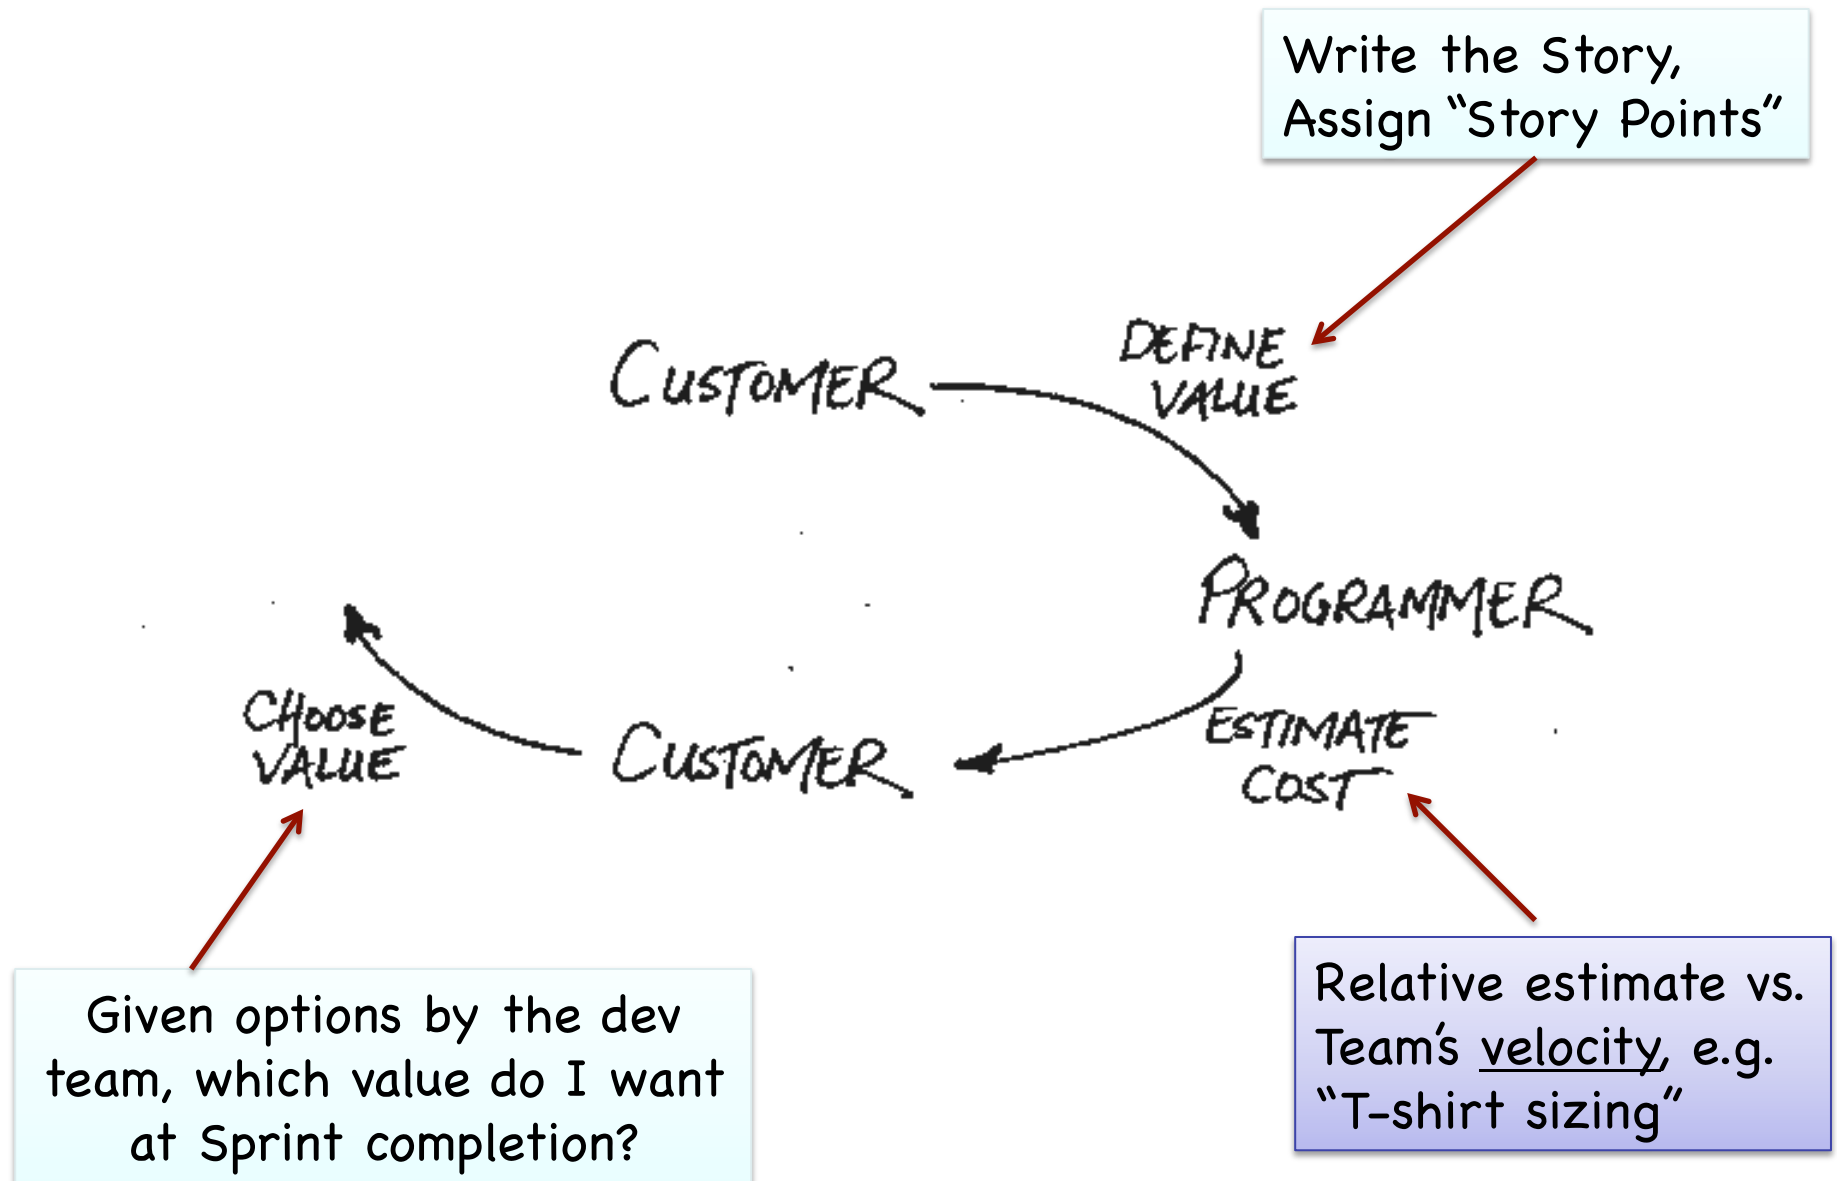 Write the Story,
Assign “Story Points”
DEFINE
VALUE
CUSTOMER
PROGRAMMER
CHOOSE
VALUE
CUSTOMER
ESTIMATE
COST
Given options by the dev
team, which value do I want
at Sprint completion?
Relative estimate vs.
Team’s velocity, e.g.
“T-shirt sizing”